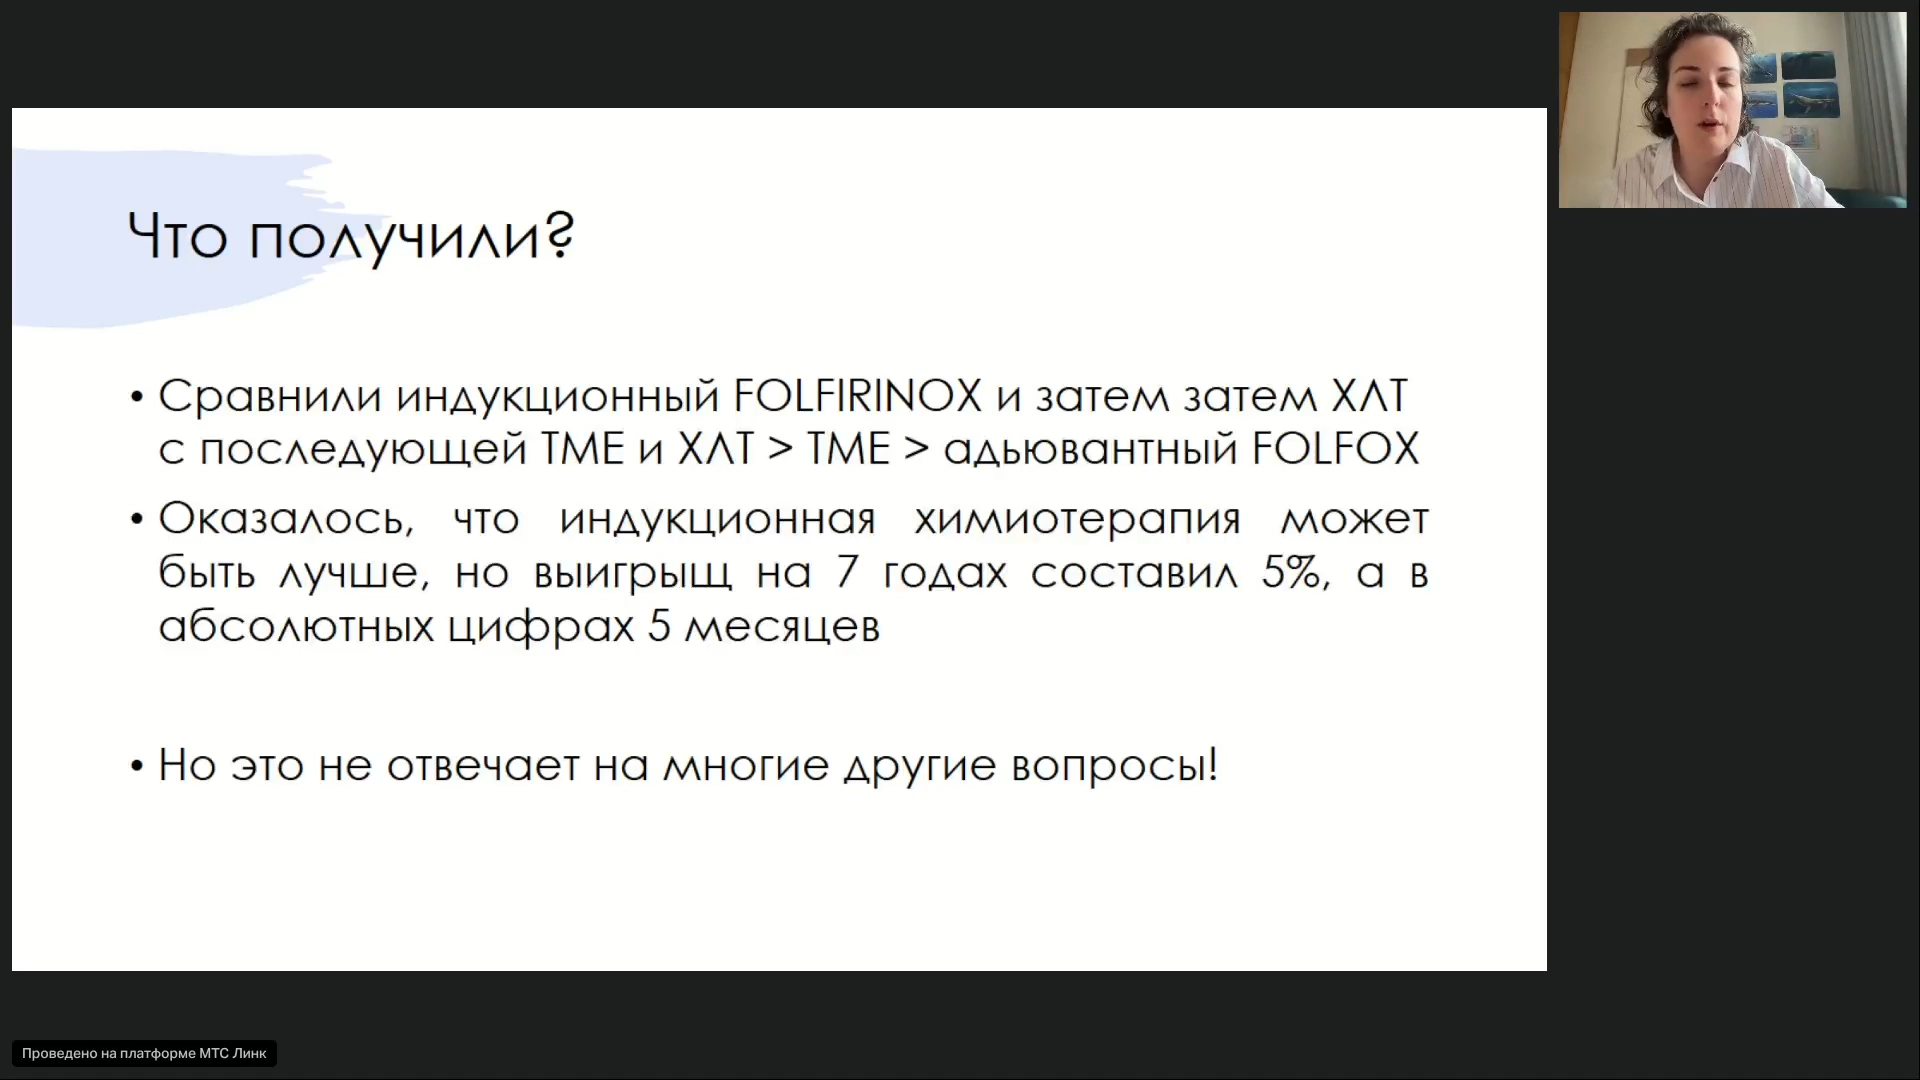 Что получили?
• Сравнили индукционный FOLFIRINOX и затем затем ХЛТ
с последующей ТМЕ и ХЛТ > ТМЕ > адьювантный FOLFOX
• Оказалось, что индукционная химиотерапия может
быть лучше, но выигрыщ на 7 годах составил 5%, а в
абсолютных цифрах 5 месяцев
• Но это не отвечает на многие другие вопросы!
Проведено на платформе МТС Линк